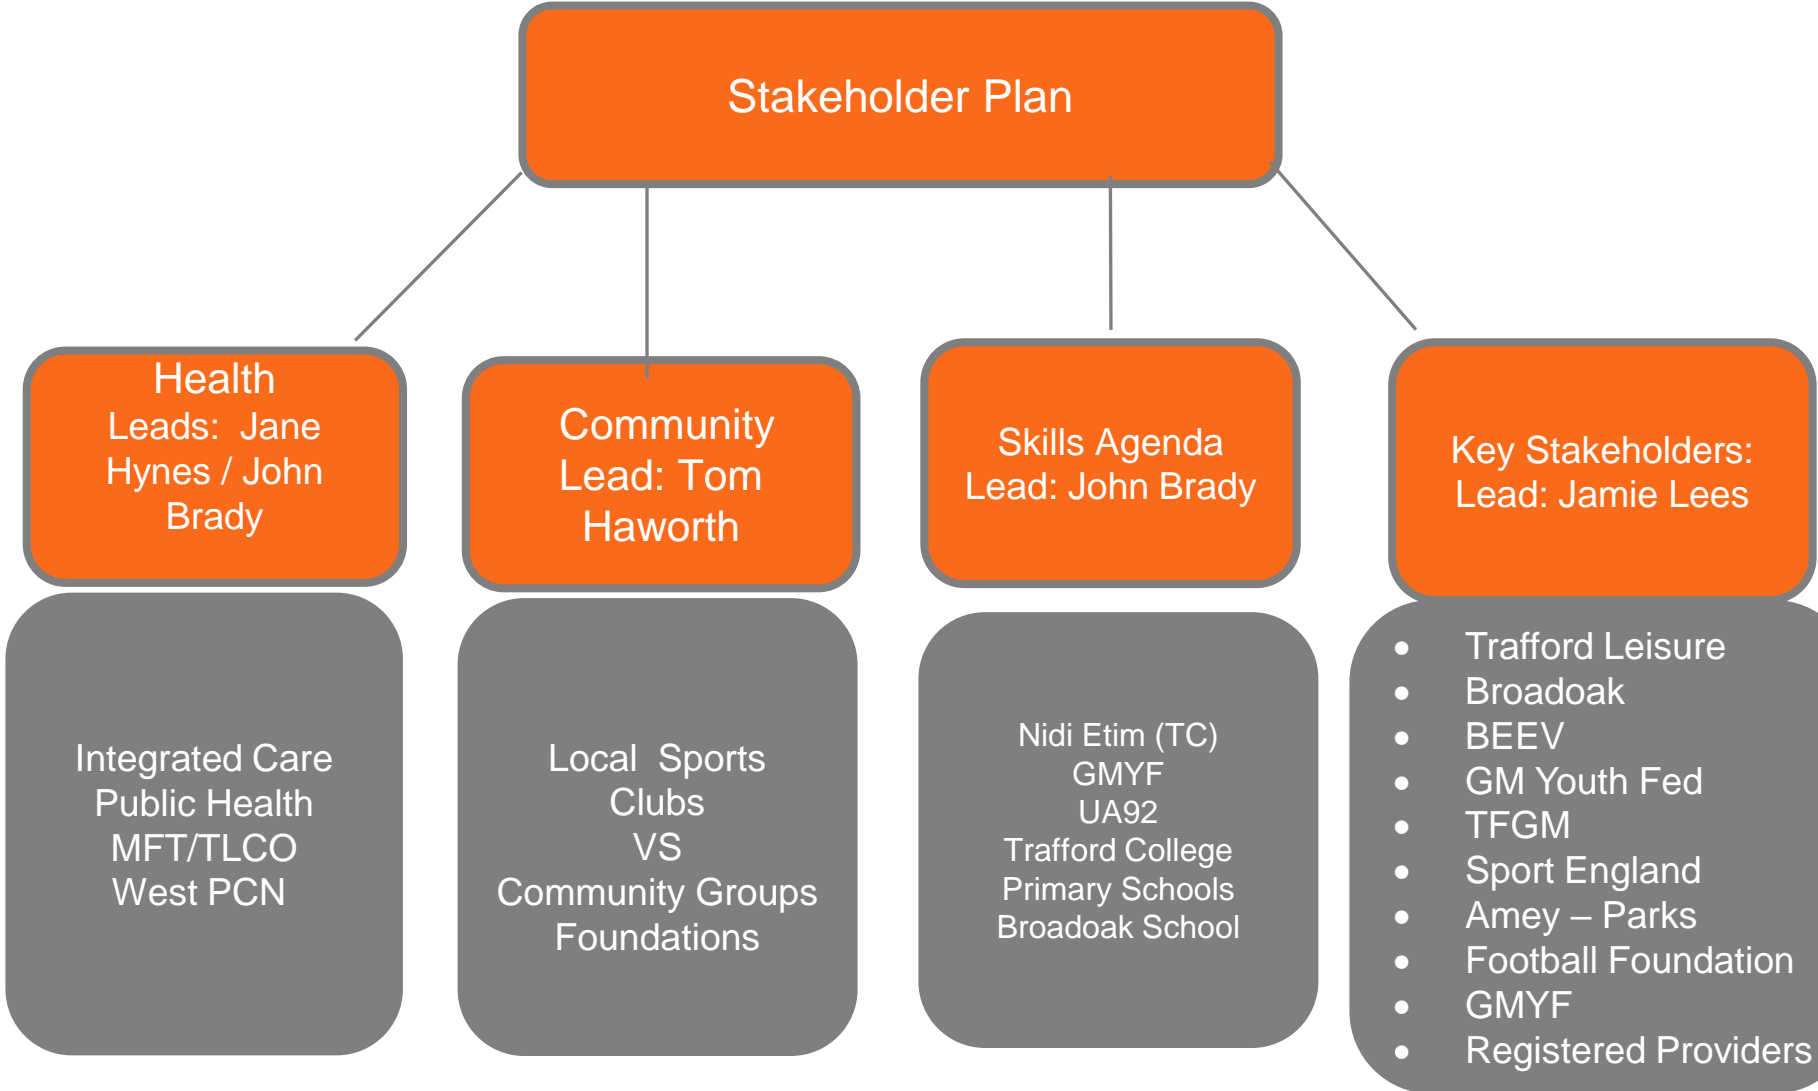 Stakeholder Plan
Health
Leads:  Jane
Hynes / John
Brady
Community
Lead: Tom
Haworth
Skills Agenda
Lead: John Brady
Key Stakeholders:
Lead: Jamie Lees
Integrated Care
Public Health
MFT/TLCO
West PCN
Local  Sports
Clubs
VS
Community Groups
Foundations
Nidi Etim (TC)
GMYF
UA92
Trafford College
Primary Schools
Broadoak School
• Trafford Leisure
• Broadoak
• BEEV
• GM Youth Fed
• TFGM
• Sport England
• Amey – Parks
• Football Foundation
• GMYF
• Registered Providers